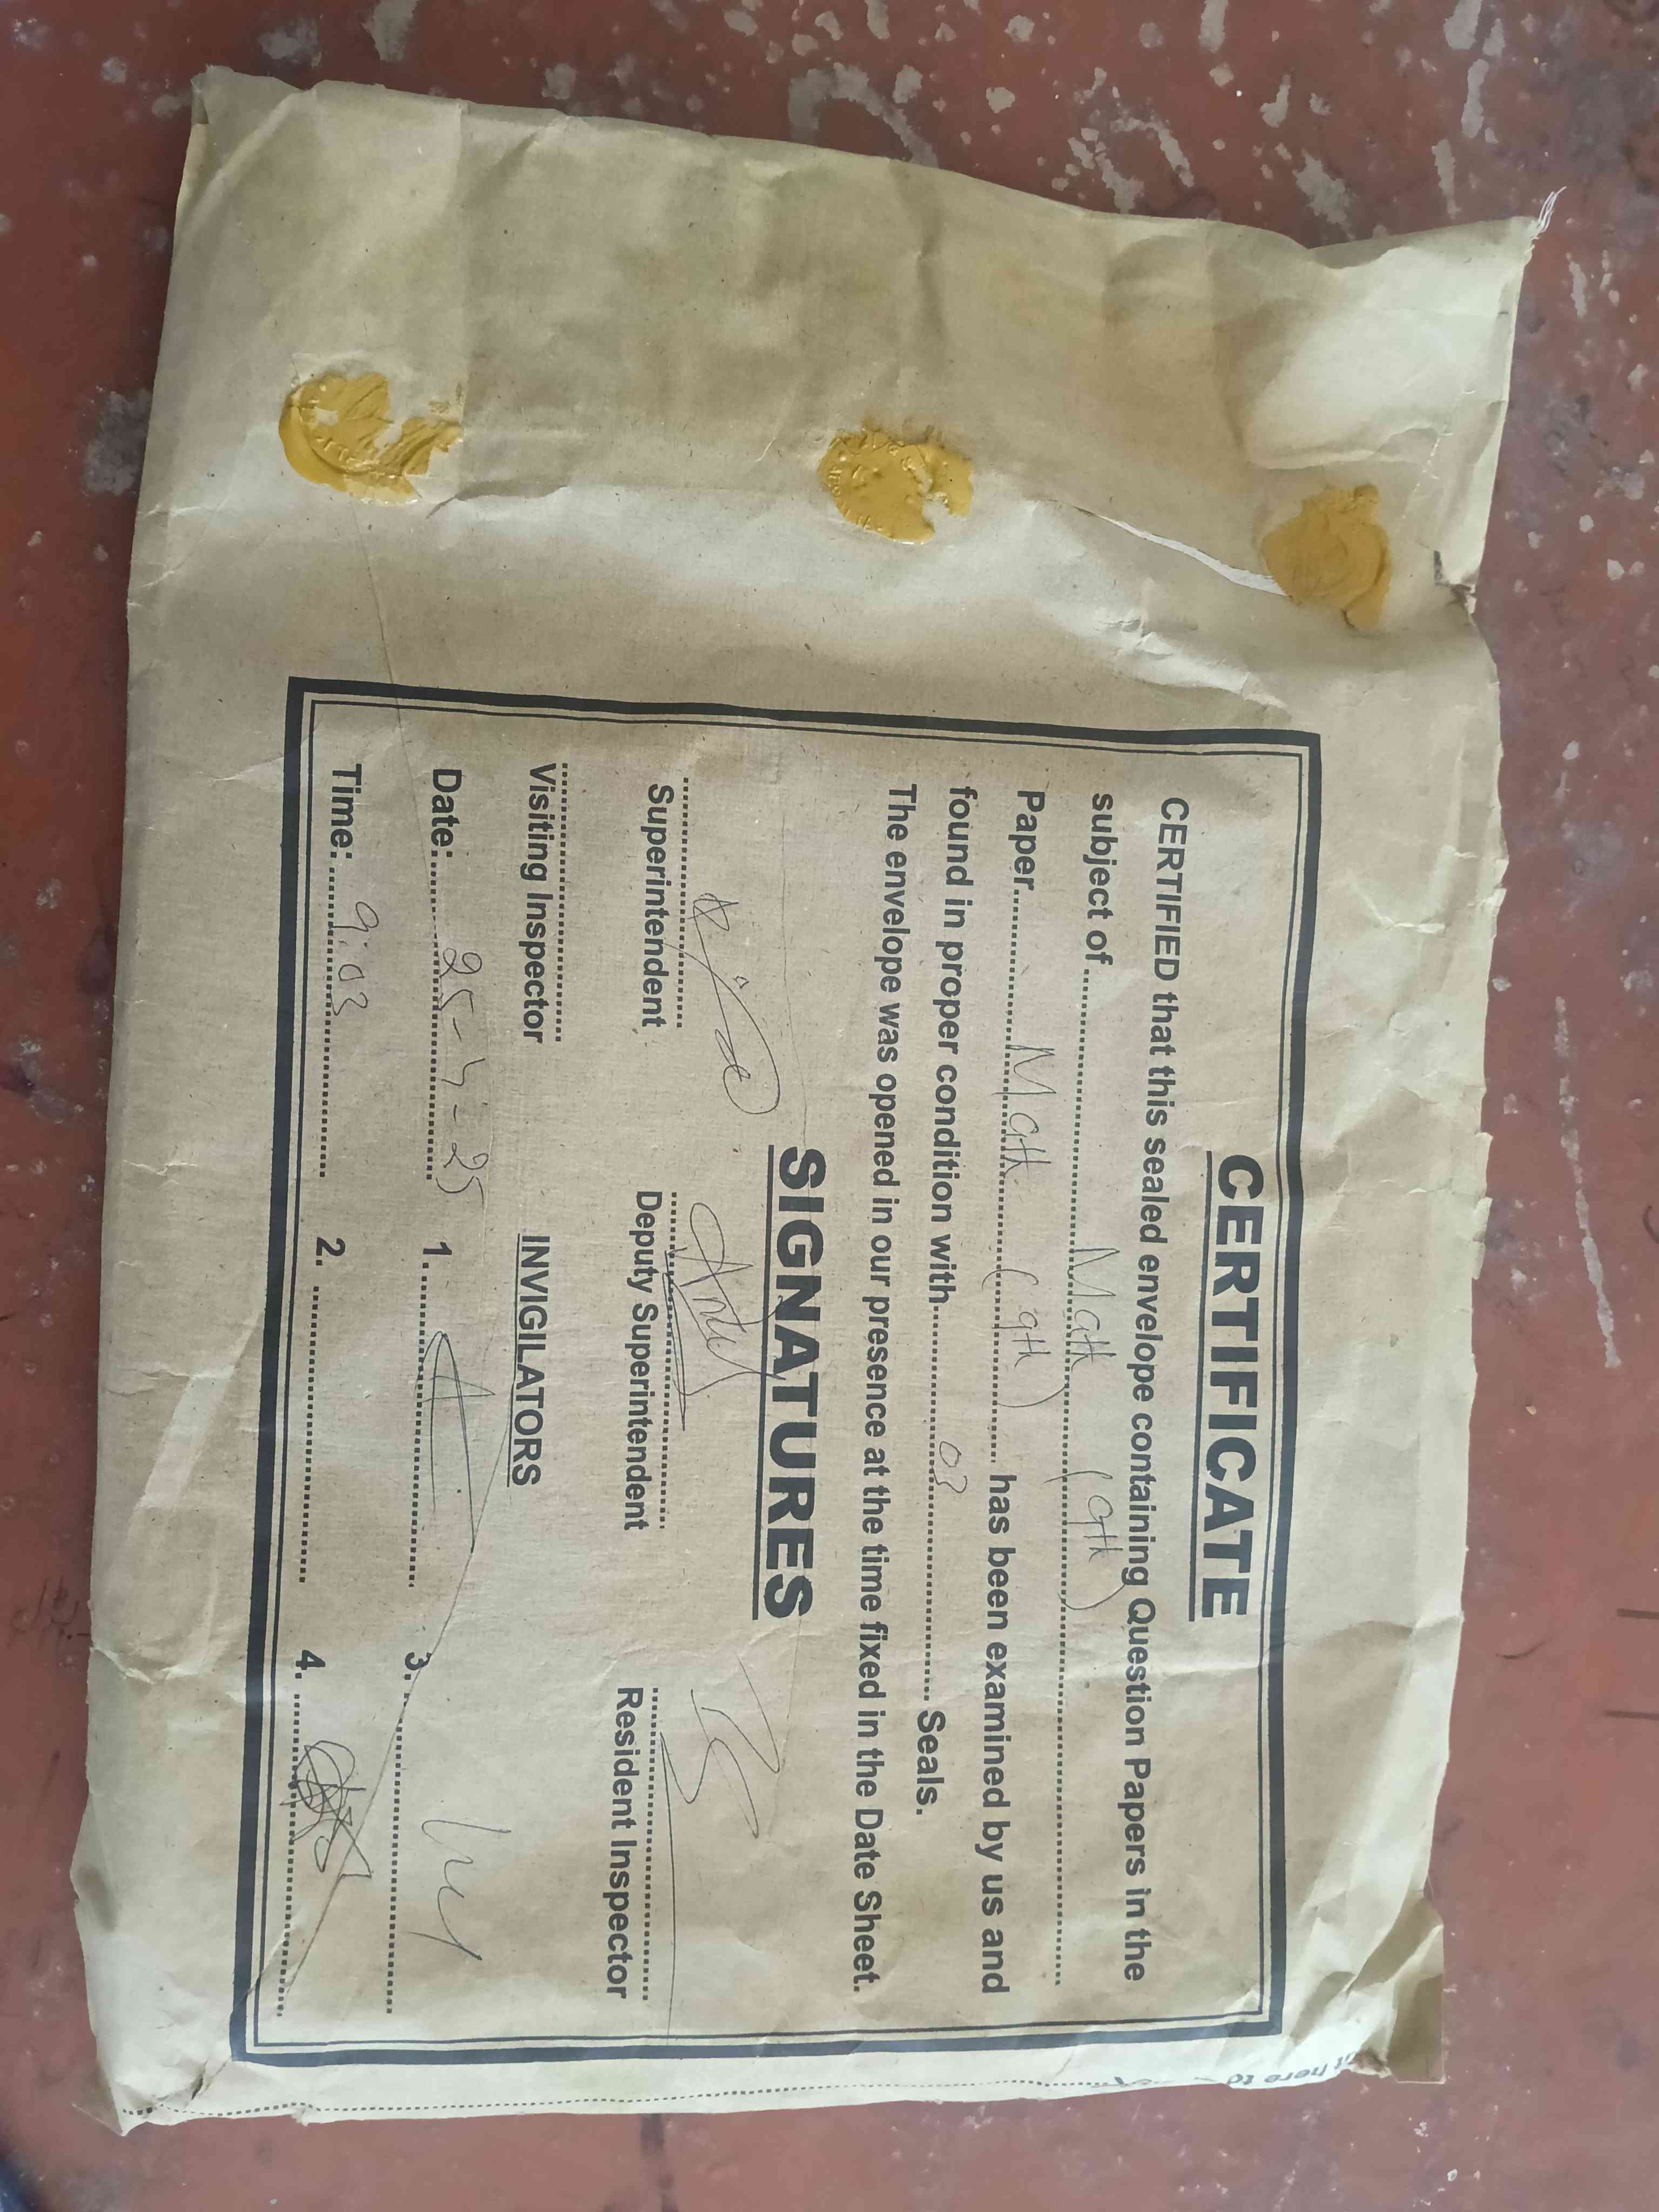 CERTIFICATE
CERTIFIED that this sealed envelope containing Question Papers in the
subject of Math (9th)
Paper Math (9th) has been examined by us and
found in proper condition with 03 Seals.
The envelope was opened in our presence at the time fixed in the Date Sheet.
SIGNATURES
Superintendent Deputy Superintendent Resident Inspector
Visiting Inspector INVIGILATORS
Date: 25-  -25 1. 3.
Time: 9:03 2. 4.
here to